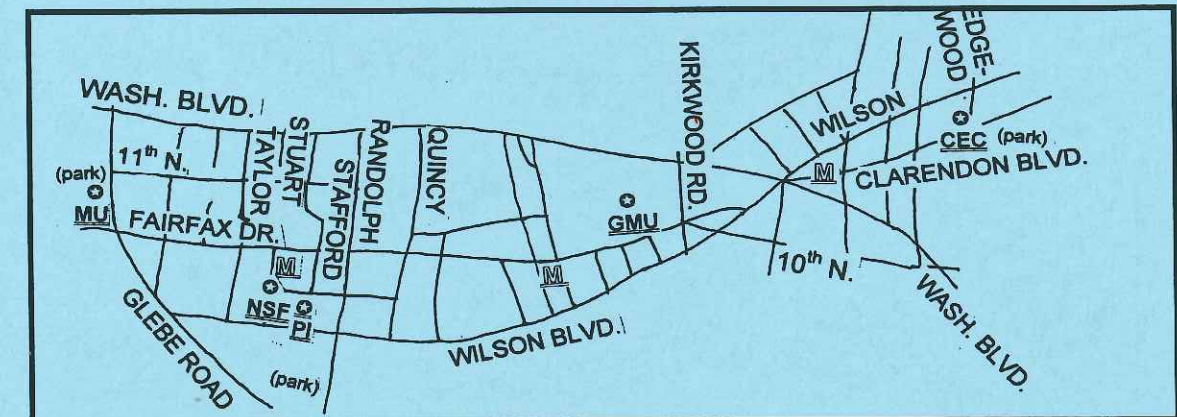 WASH. BLVD.
11th N.
(park)
MU
FAIRFAX DR.
TAYLOR
STUART
STAFFORD
RANDOLPH
QUINCY
M
NSF
PI
GLEBE ROAD
(park)
WILSON BLVD.
M
GMU
KIRKWOOD RD.
WILSON
EDGE-
WOOD
CEC (park)
M
CLARENDON BLVD.
10th N.
WASH. BLVD.